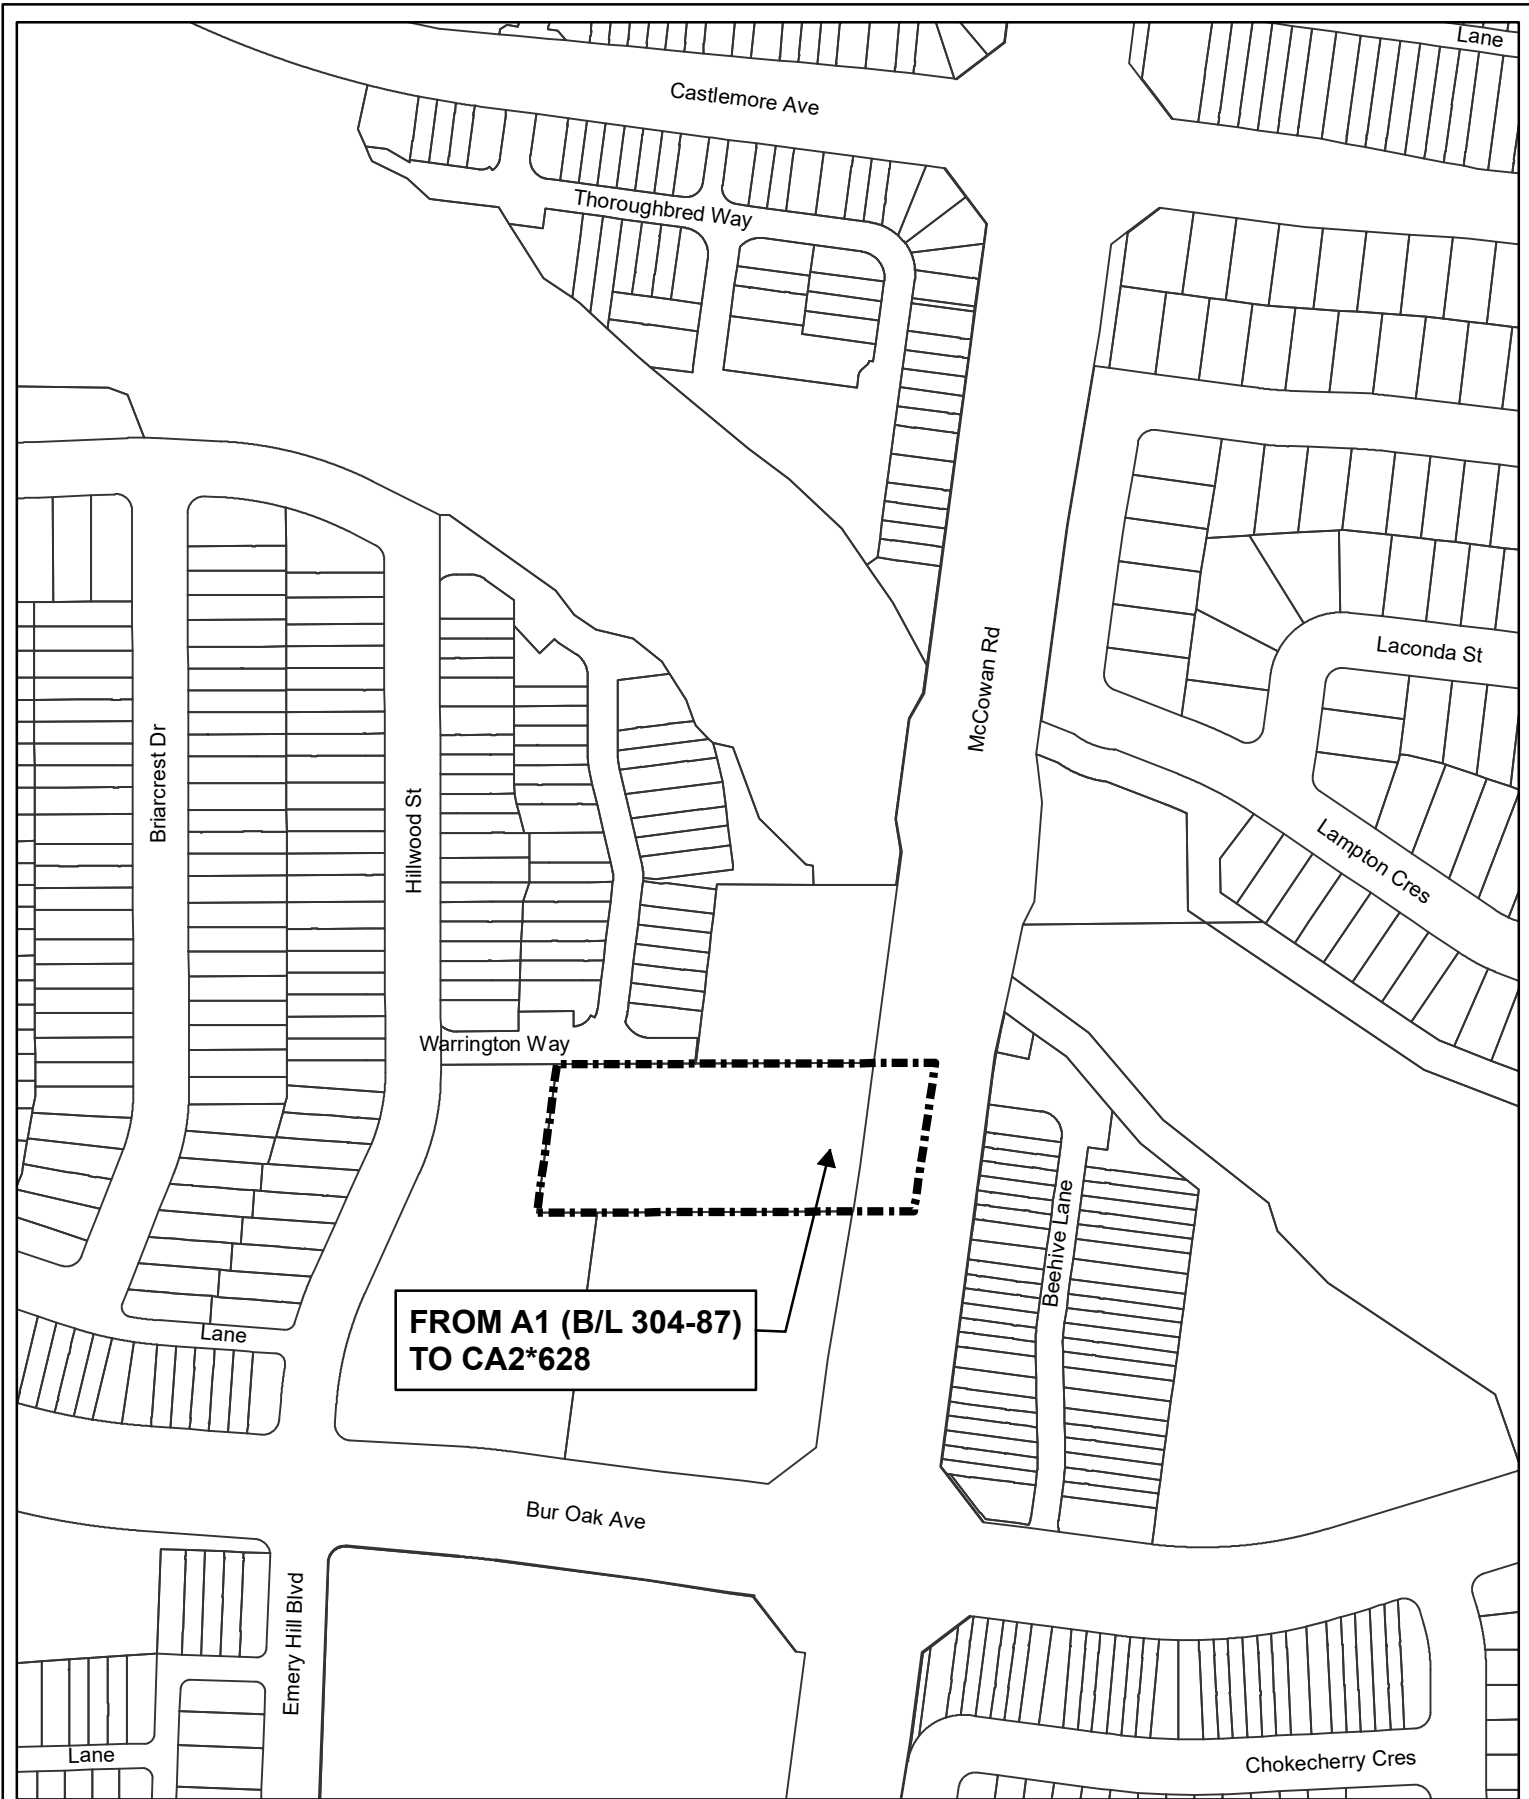 Lane
Castlemore Ave
Thoroughbred Way
McCowan Rd
Laconda St
Briarcrest Dr
Hillwood St
Lampton Cres
Warrington Way
Beehive Lane
FROM A1 (B/L 304-87)
TO CA2*628
Lane
Bur Oak Ave
Emery Hill Blvd
Lane
Chokecherry Cres